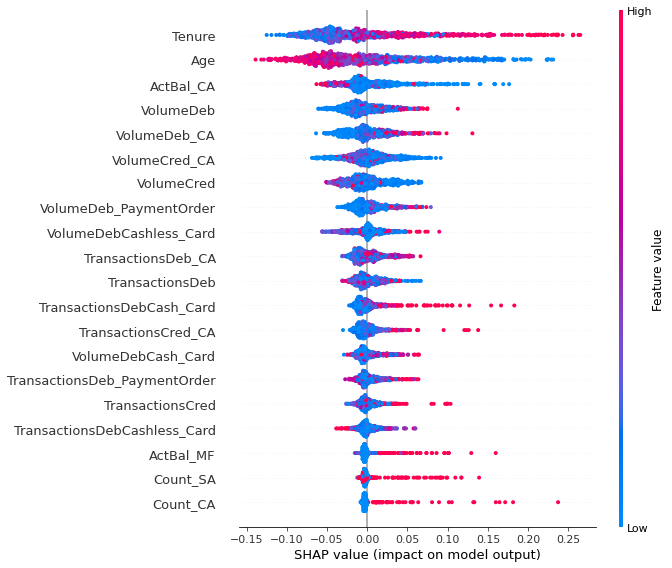 High
Tenure
Age
ActBal_CA
VolumeDeb
VolumeDeb_CA
VolumeCred_CA
VolumeCred
VolumeDeb_PaymentOrder
VolumeDebCashless_Card
TransactionsDeb_CA
TransactionsDeb
TransactionsDebCash_Card
TransactionsCred_CA
VolumeDebCash_Card
TransactionsDeb_PaymentOrder
TransactionsCred
TransactionsDebCashless_Card
ActBal_MF
Count_SA
Count_CA
Feature value
Low
−0.15 −0.10 −0.05 0.00 0.05 0.10 0.15 0.20 0.25
SHAP value (impact on model output)